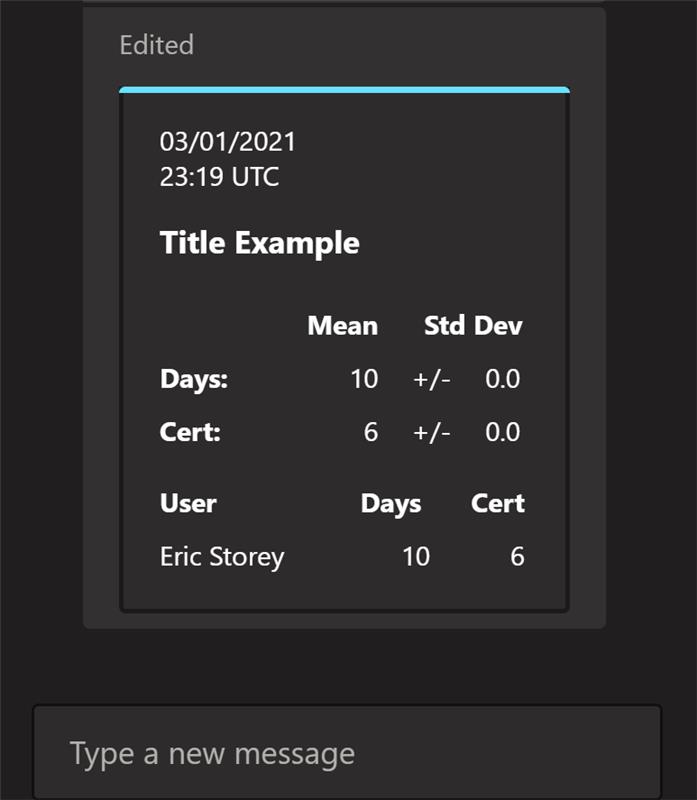 Edited
03/01/2021
23:19 UTC
Title Example
Mean Std Dev
Days: 10 +/- 0.0
Cert: 6 +/- 0.0
User Days Cert
Eric Storey 10 6
Type a new message